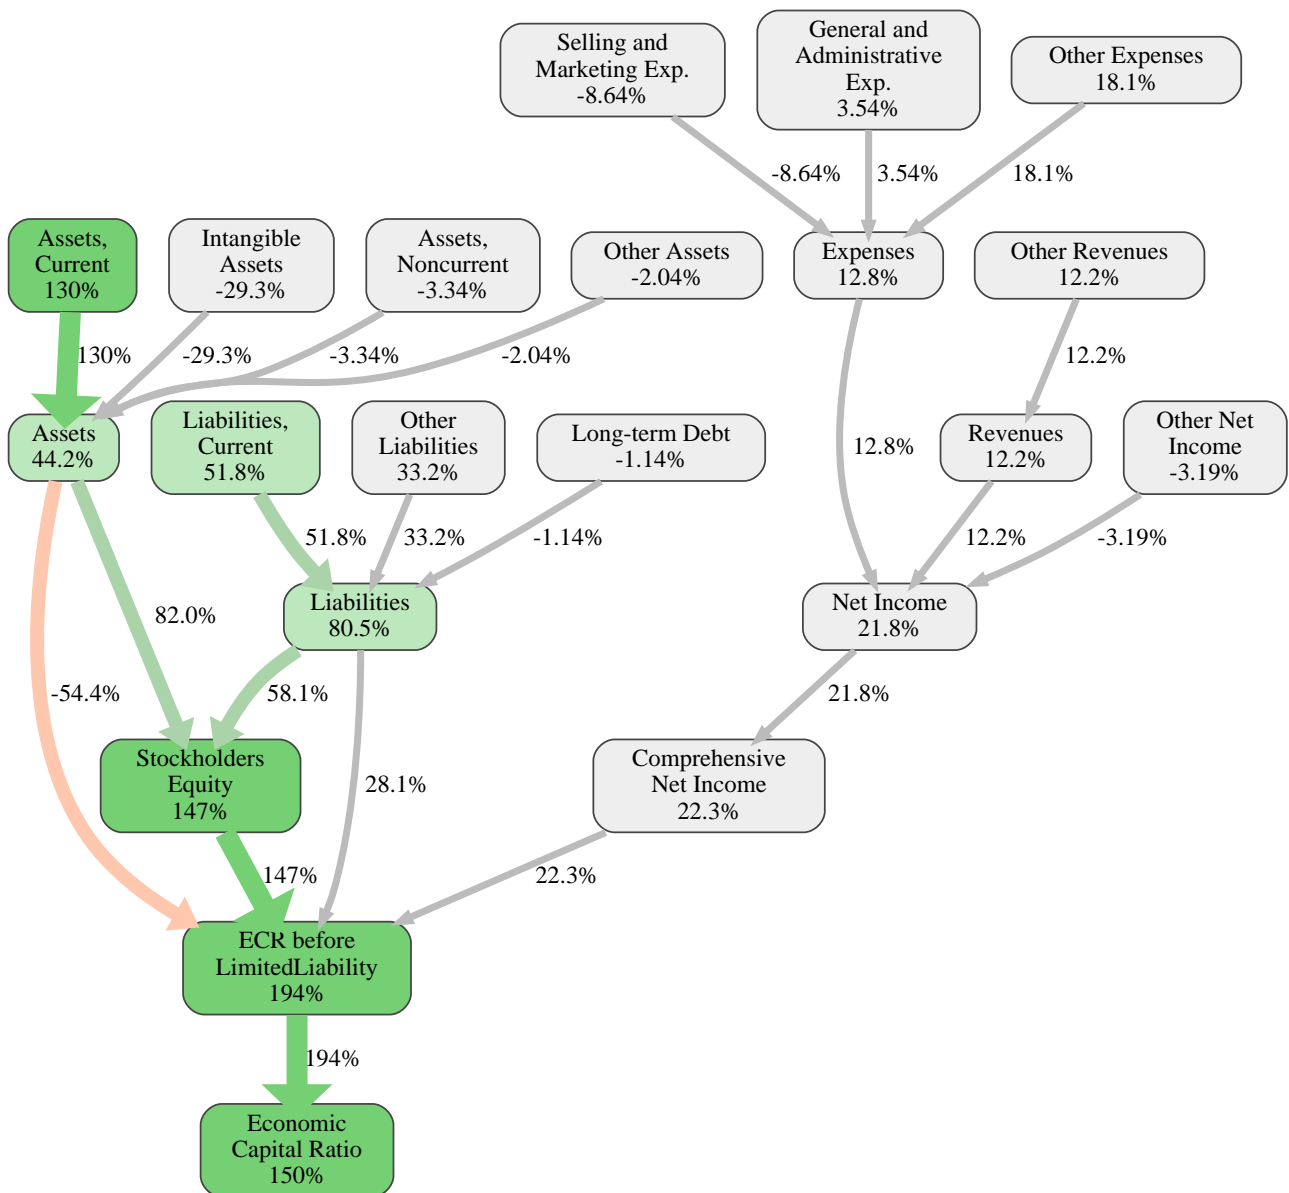 Selling and
Marketing Exp.
-8.64%
General and
Administrative
Exp.
3.54%
Other Expenses
18.1%
-8.64%
3.54%
18.1%
Assets,
Current
130%
Intangible
Assets
-29.3%
Assets,
Noncurrent
-3.34%
Other Assets
-2.04%
Expenses
12.8%
Other Revenues
12.2%
130%
-29.3%
-3.34%
-2.04%
12.2%
Assets
44.2%
Liabilities,
Current
51.8%
Other
Liabilities
33.2%
Long-term Debt
-1.14%
12.8%
Revenues
12.2%
Other Net
Income
-3.19%
51.8%
33.2%
-1.14%
12.2%
-3.19%
82.0%
Liabilities
80.5%
Net Income
21.8%
-54.4%
58.1%
21.8%
Stockholders
Equity
147%
28.1%
Comprehensive
Net Income
22.3%
147%
22.3%
ECR before
LimitedLiability
194%
194%
Economic
Capital Ratio
150%